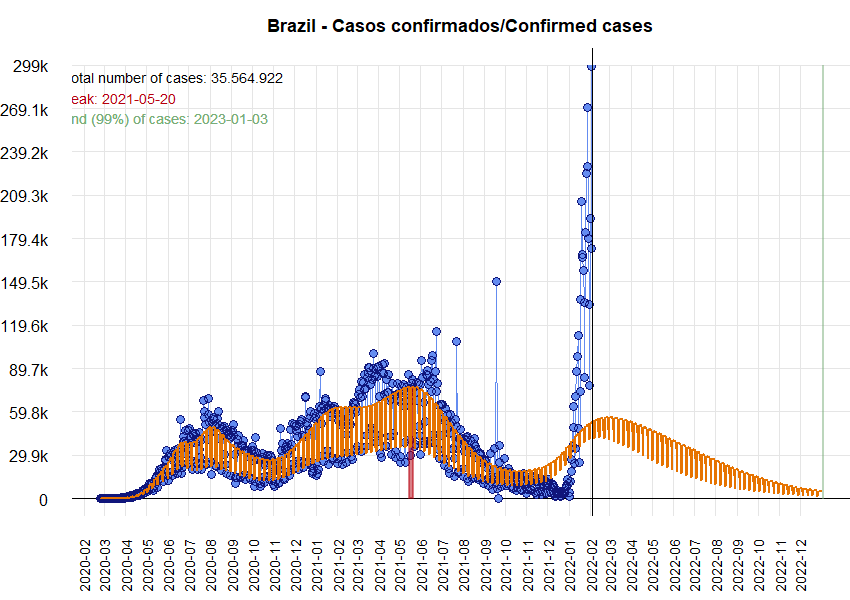 Brazil - Casos confirmados/Confirmed cases
299k
269.1k
239.2k
209.3k
179.4k
149.5k
119.6k
89.7k
59.8k
29.9k
0
otal number of cases: 35.564.922
eak: 2021-05-20
nd (99%) of cases: 2023-01-03
2020-02
2020-03
2020-04
2020-05
2020-06
2020-07
2020-08
2020-09
2020-10
2020-11
2020-12
2021-01
2021-02
2021-03
2021-04
2021-05
2021-06
2021-07
2021-08
2021-09
2021-10
2021-11
2021-12
2022-01
2022-02
2022-03
2022-04
2022-05
2022-06
2022-07
2022-08
2022-09
2022-10
2022-11
2022-12